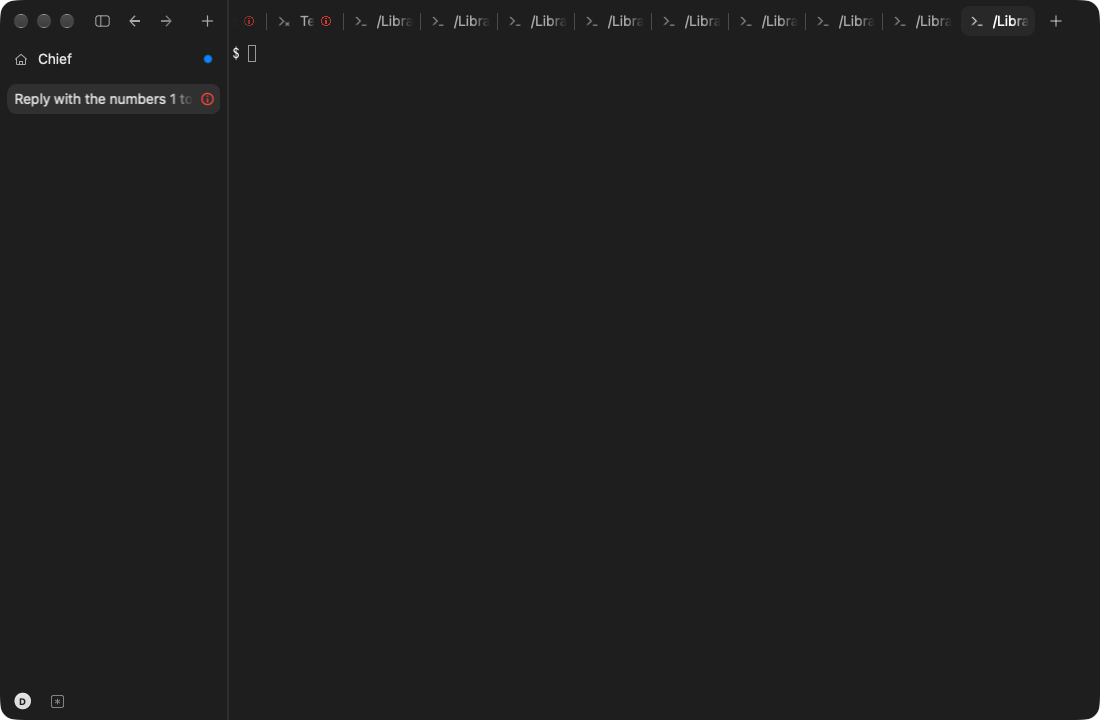 Te /Libra /Libra /Libra /Libra /Libra /Libra /Libra /Libra /Libra
Chief
$
Reply with the numbers 1 to
D